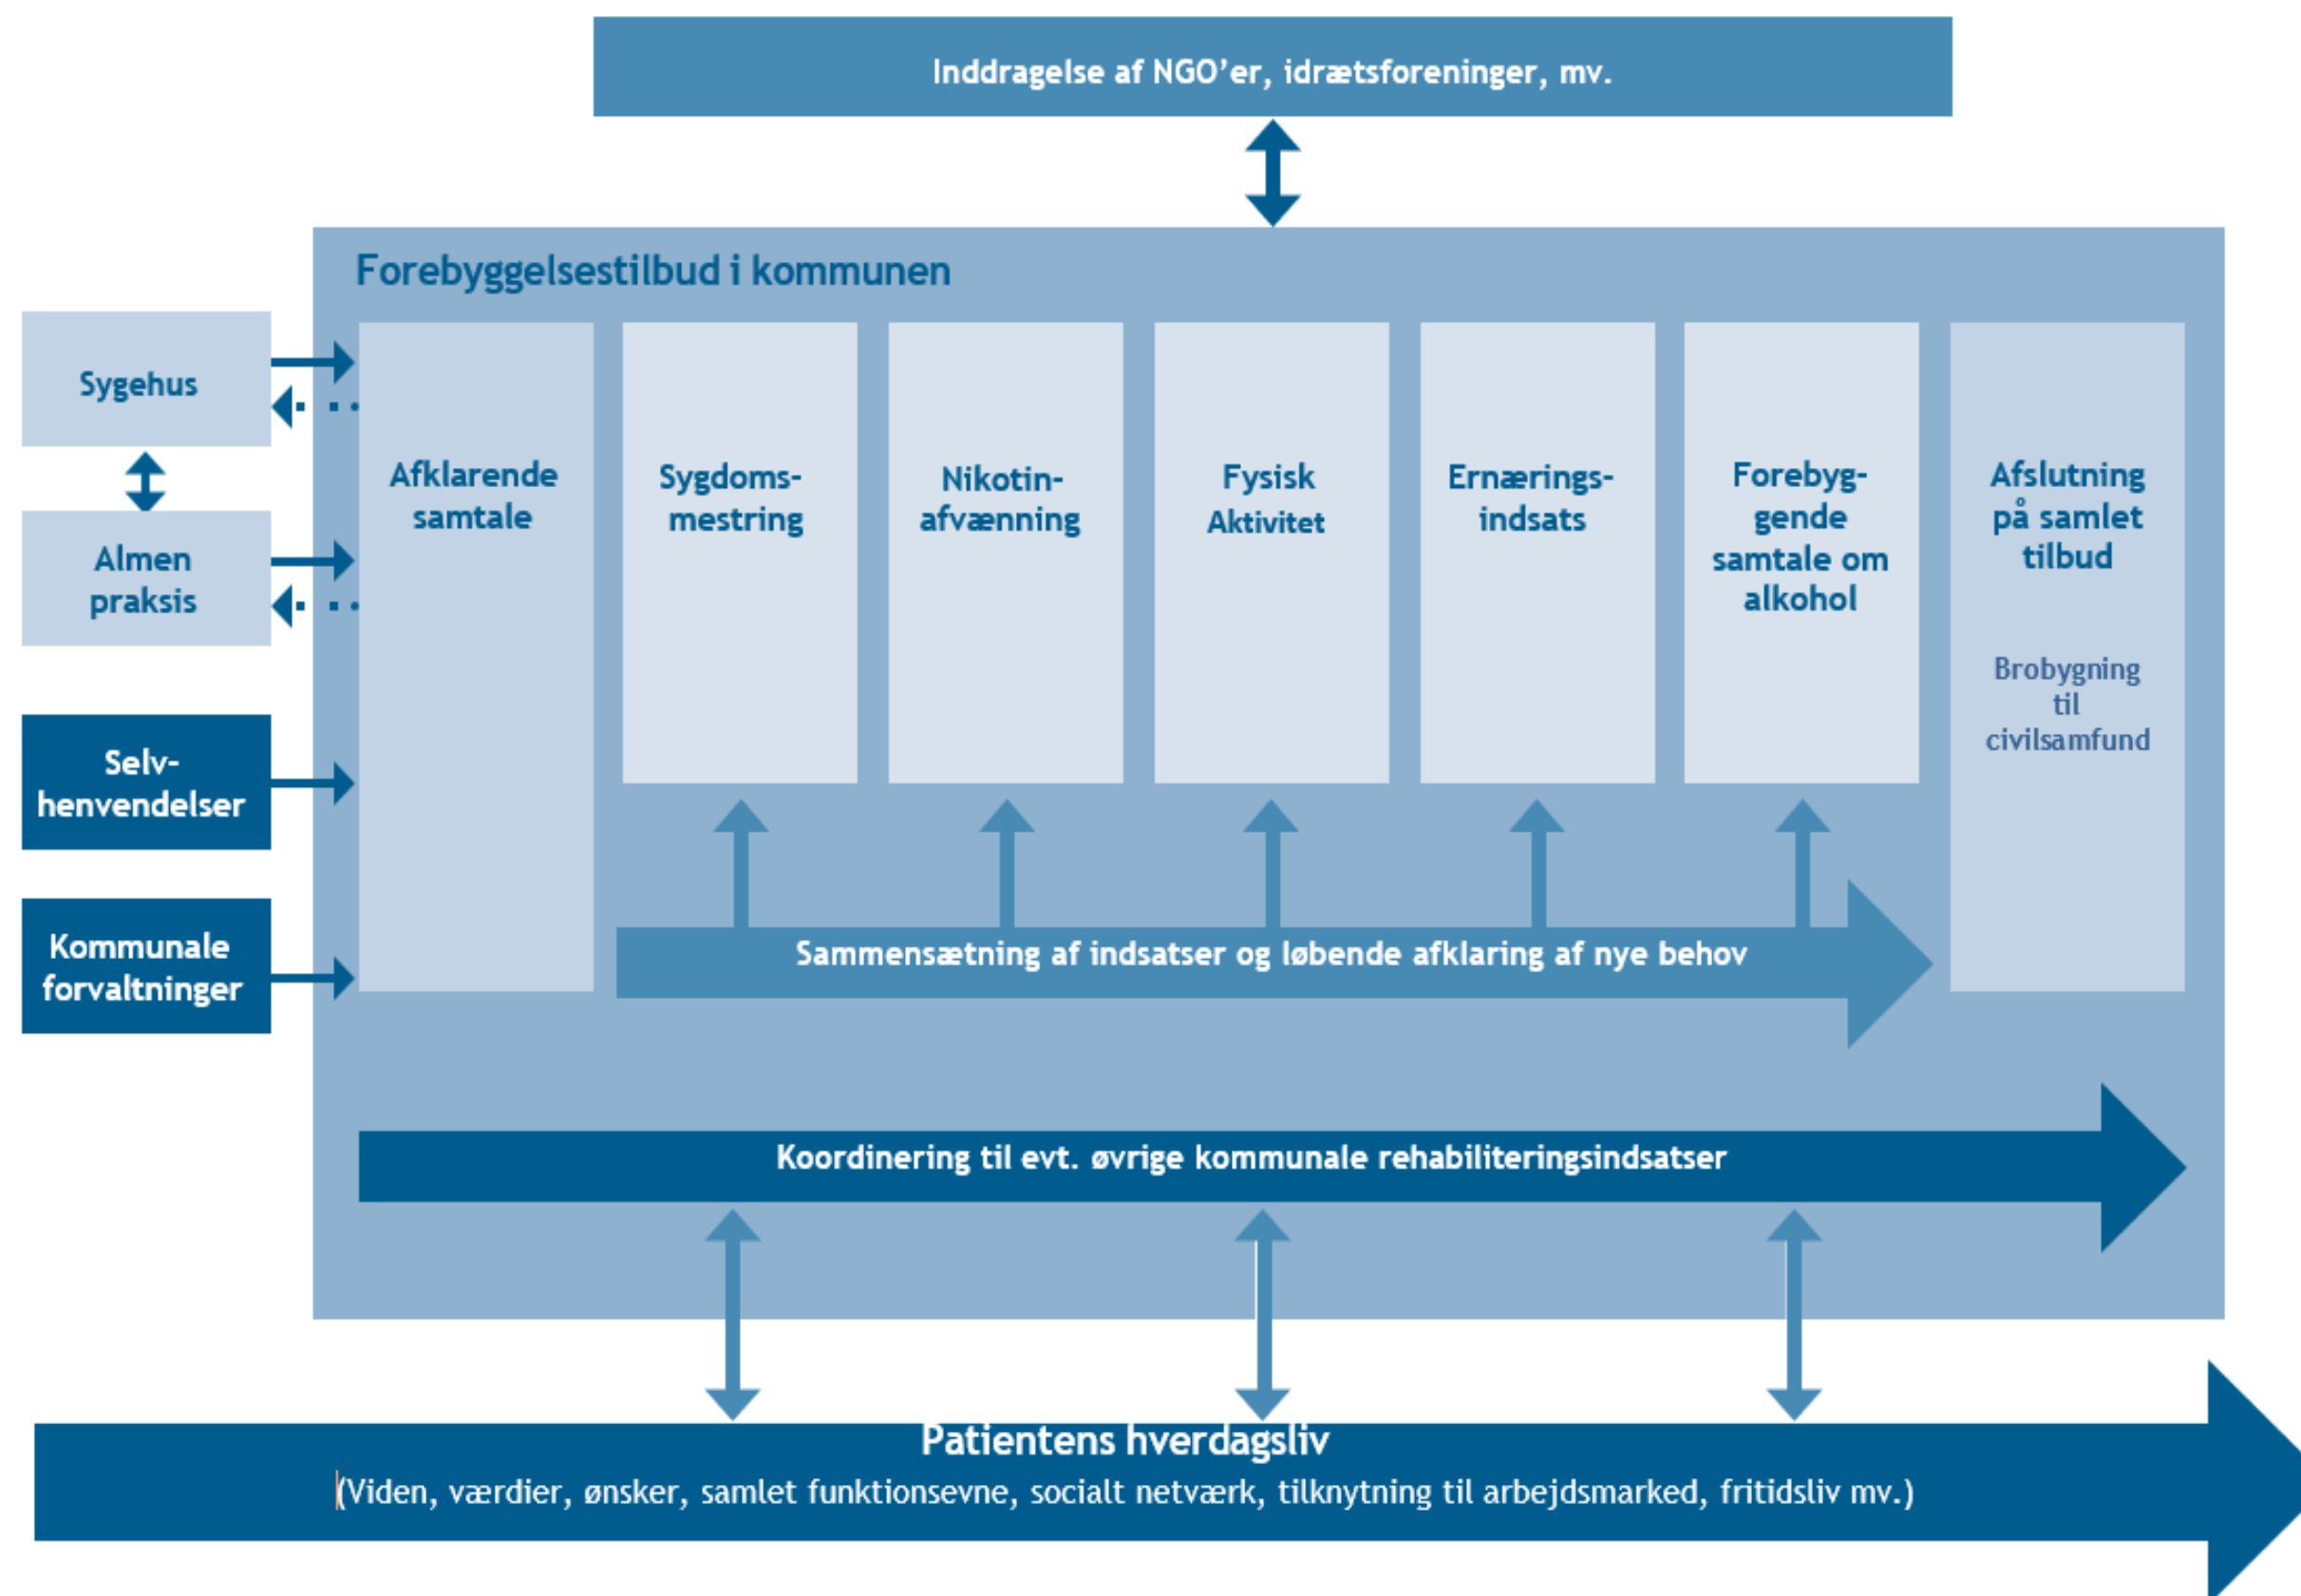 Inddragelse af NGO'er, idrætsforeninger, mv.
Forebyggelsestilbud i kommunen
Sygehus
Almen
praksis
Selv-
henvendelser
Kommunale
forvaltninger
Afklarende
samtale
Sygdoms-
mestring
Nikotin-
afvænning
Fysisk
Aktivitet
Ernærings-
indsats
Forebyg-
gende
samtale om
alkohol
Afslutning
på samlet
tilbud
Brobygning
til
civilsamfund
Sammensætning af indsatser og løbende afklaring af nye behov
Koordinering til evt. øvrige kommunale rehabiliteringsindsatser
Patientens hverdagsliv
(Viden, værdier, ønsker, samlet funktionsevne, socialt netværk, tilknytning til arbejdsmarked, fritidsliv mv.)